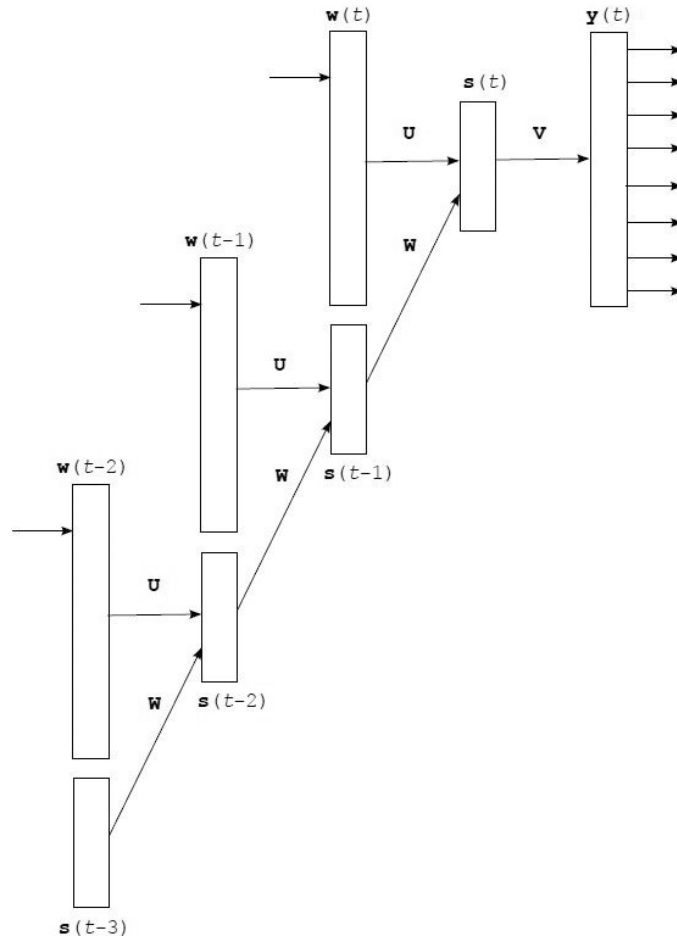 w(t)
y(t)
s(t)
U
V
W
w(t-1)
U
W
s(t-1)
w(t-2)
U
W
s(t-2)
s(t-3)